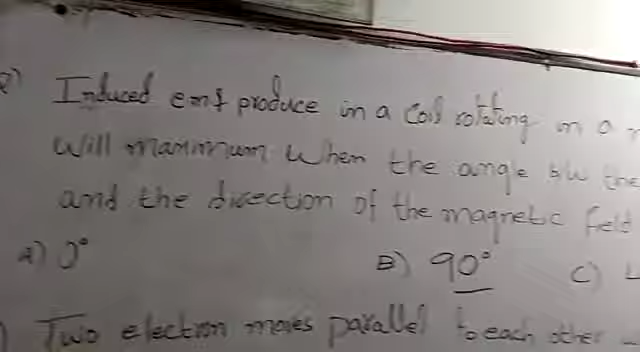 Induced emf produce in a coil rotating in a
will maximum when the angle b/w the
and the direction of the magnetic field
A) 0° B) 90° C)
Two electron moves parallel to each other